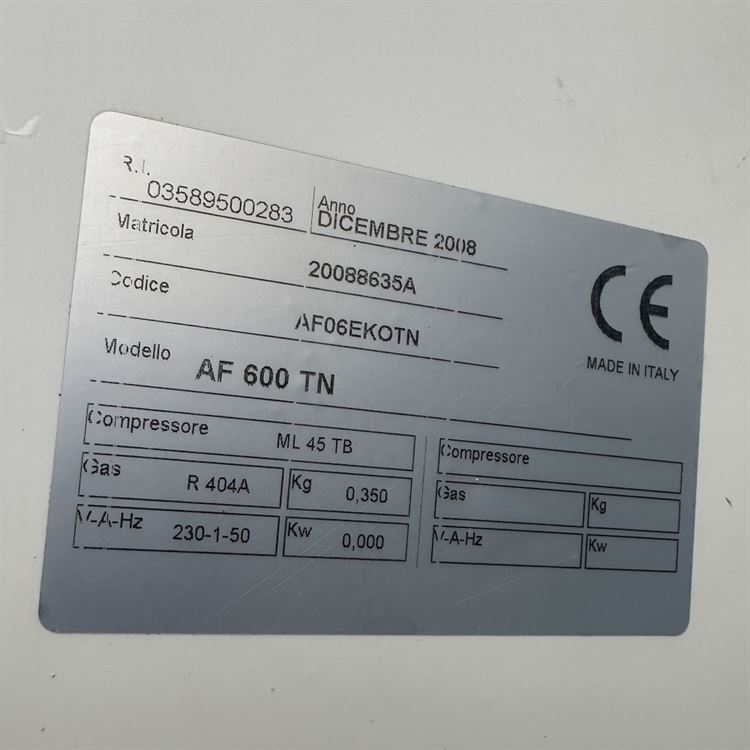 R.I.
03589500283
Anno
DICEMBRE 2008
Matricola
20088635A
Codice
AF06EKOTN
Modello
AF 600 TN
CE
MADE IN ITALY
Compressore
ML 45 TB
Gas
R 404A
Kg
0,350
V-A-Hz
230-1-50
Kw
0,000
Compressore
Gas
Kg
V-A-Hz
Kw